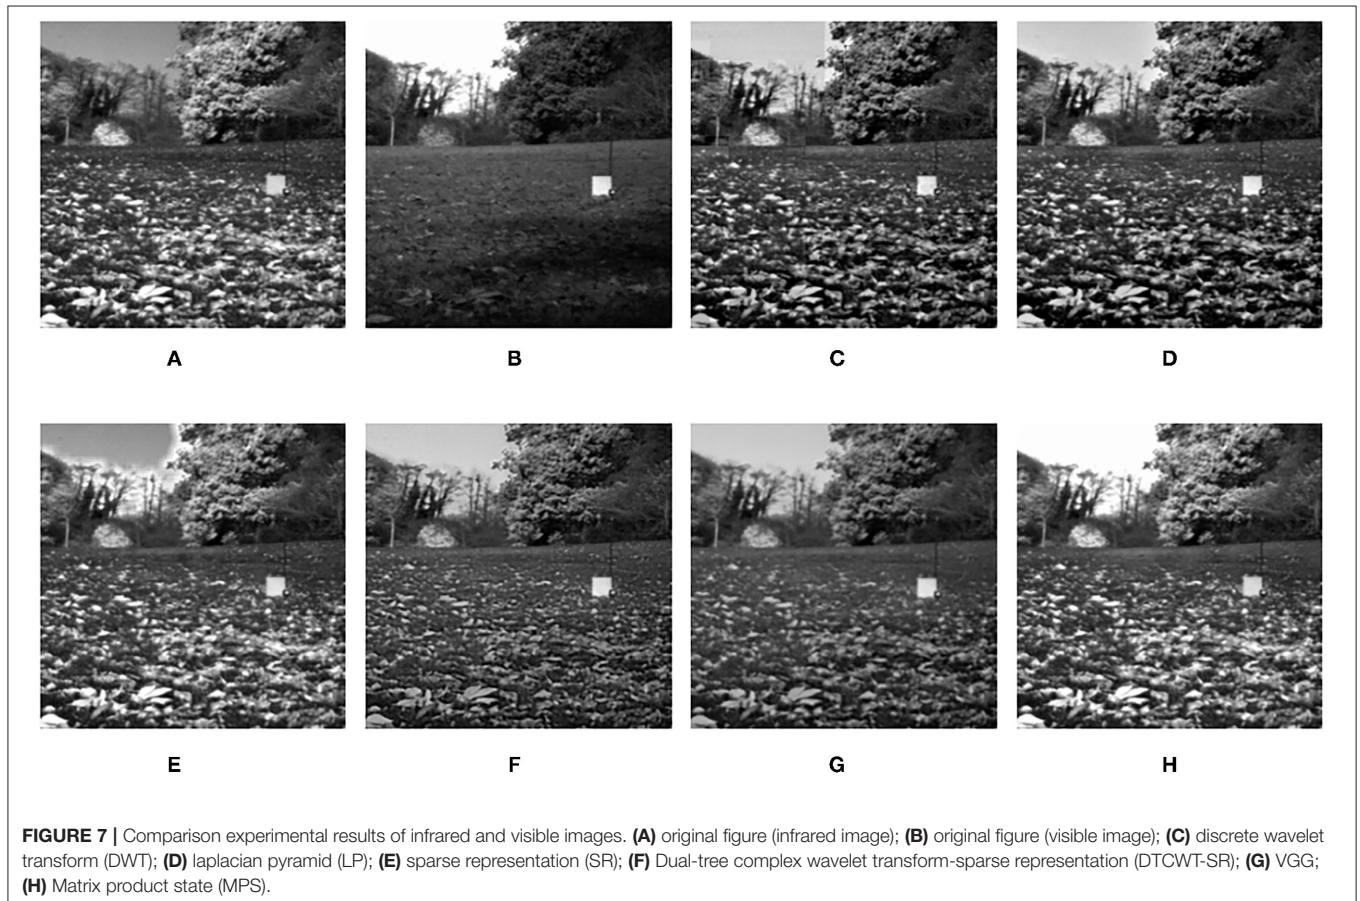 A
B
C
D
E
F
G
H
FIGURE 7 | Comparison experimental results of infrared and visible images. (A) original figure (infrared image); (B) original figure (visible image); (C) discrete wavelet
transform (DWT); (D) laplacian pyramid (LP); (E) sparse representation (SR); (F) Dual-tree complex wavelet transform-sparse representation (DTCWT-SR); (G) VGG;
(H) Matrix product state (MPS).